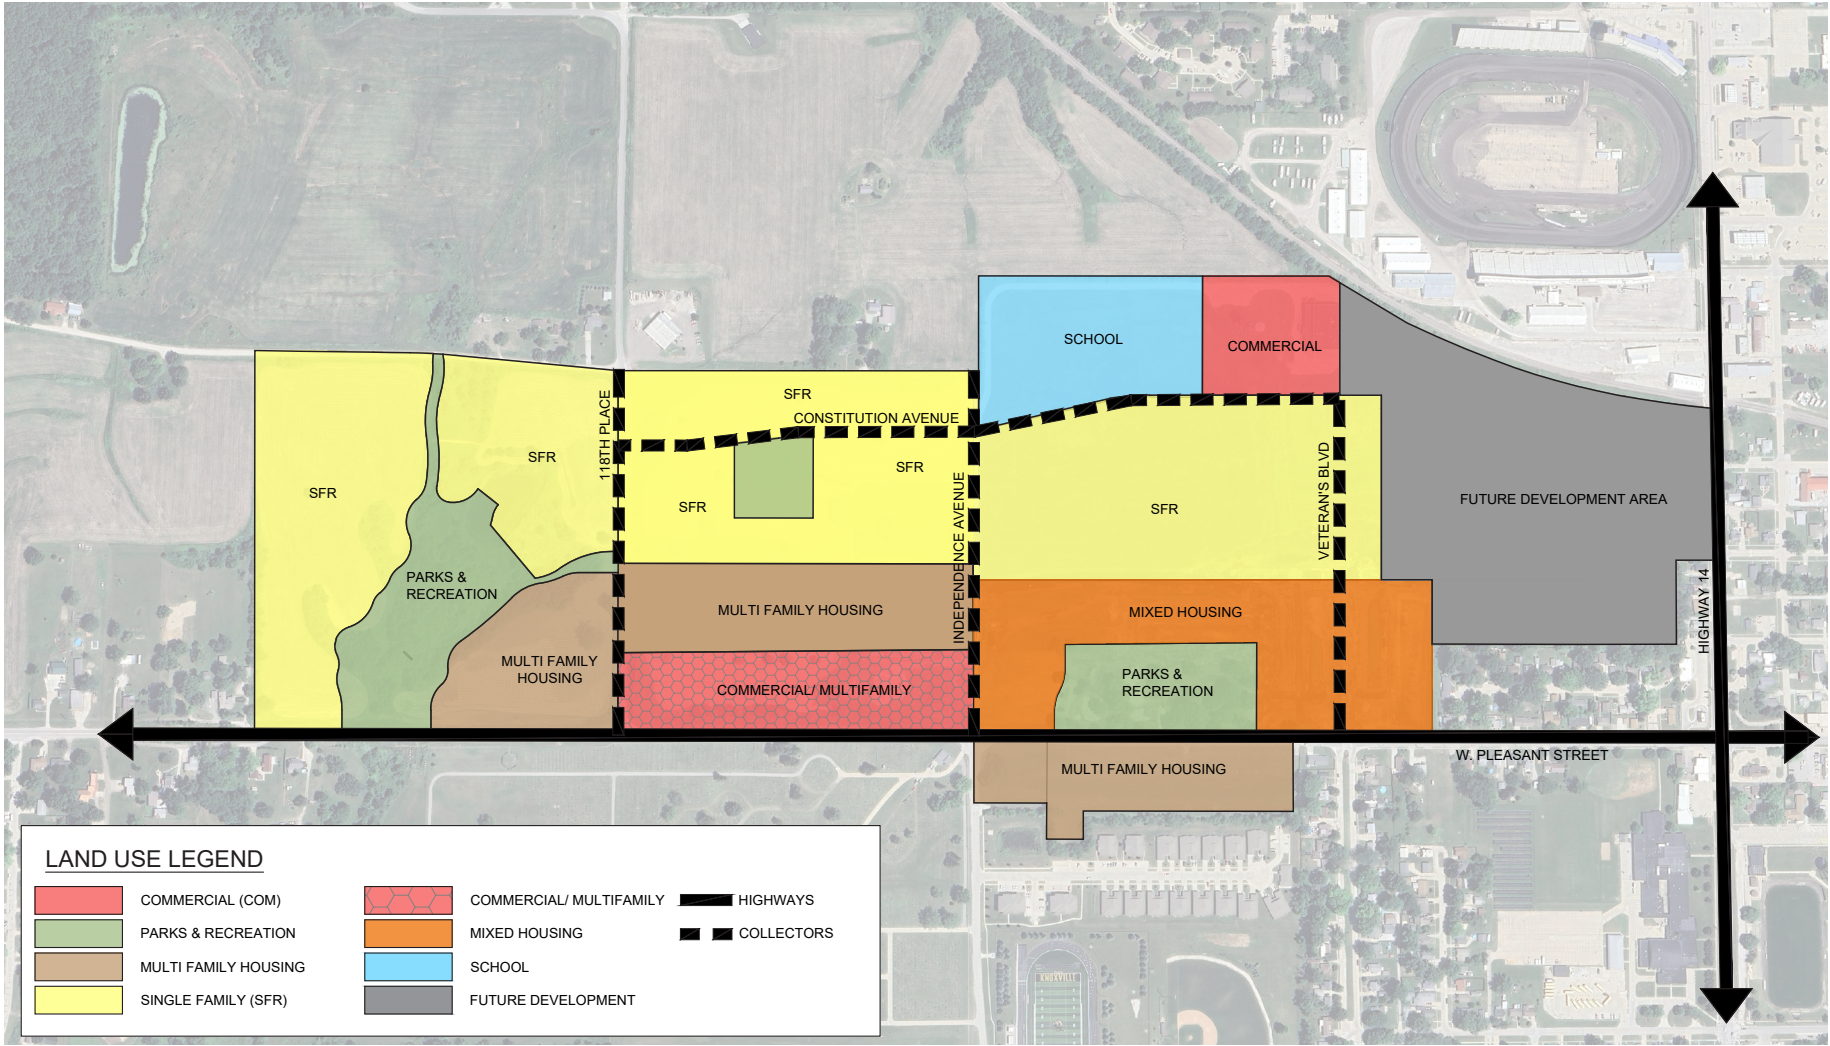 SCHOOL
COMMERCIAL
SFR
CONSTITUTION AVENUE
118TH PLACE
SFR
SFR
SFR
SFR
SFR
INDEPENDENCE AVENUE
VETERAN'S BLVD
FUTURE DEVELOPMENT AREA
PARKS &
RECREATION
MULTI FAMILY HOUSING
MIXED HOUSING
HIGHWAY 14
MULTI FAMILY
HOUSING
COMMERCIAL/ MULTIFAMILY
PARKS &
RECREATION
W. PLEASANT STREET
MULTI FAMILY HOUSING
LAND USE LEGEND
COMMERCIAL (COM)
PARKS & RECREATION
MULTI FAMILY HOUSING
SINGLE FAMILY (SFR)
COMMERCIAL/ MULTIFAMILY
MIXED HOUSING
SCHOOL
FUTURE DEVELOPMENT
HIGHWAYS
COLLECTORS
KNOXVILLE